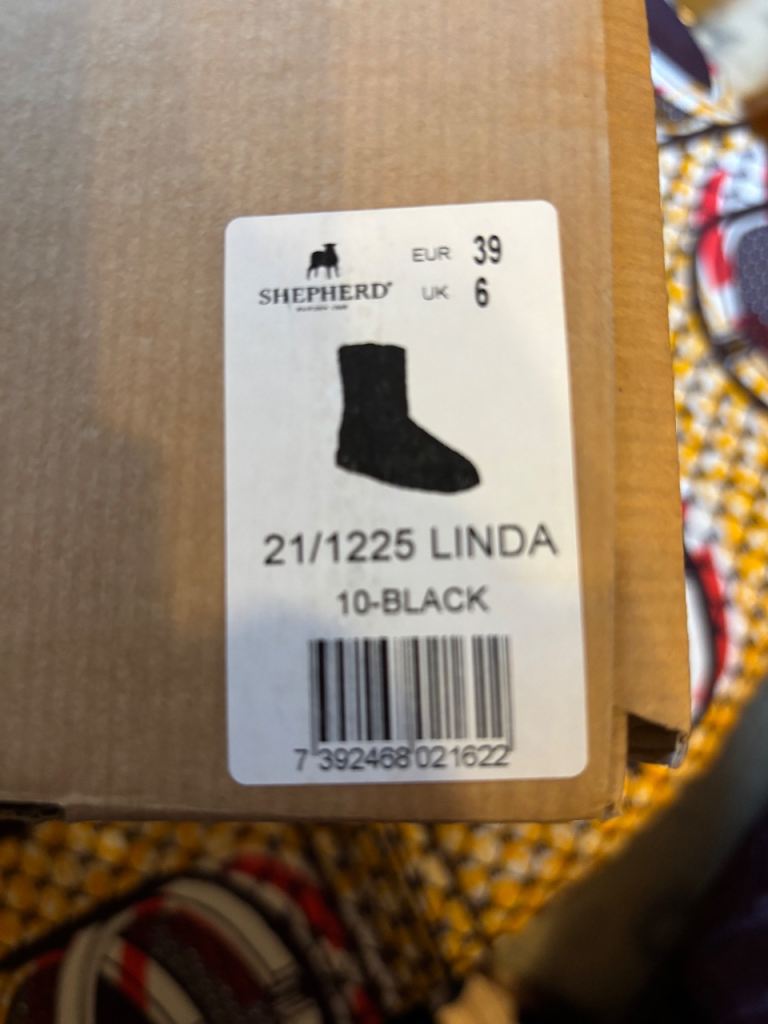 SHEPHERD®
EUR 39
UK 6
21/1225 LINDA
10-BLACK
7 392468 021622